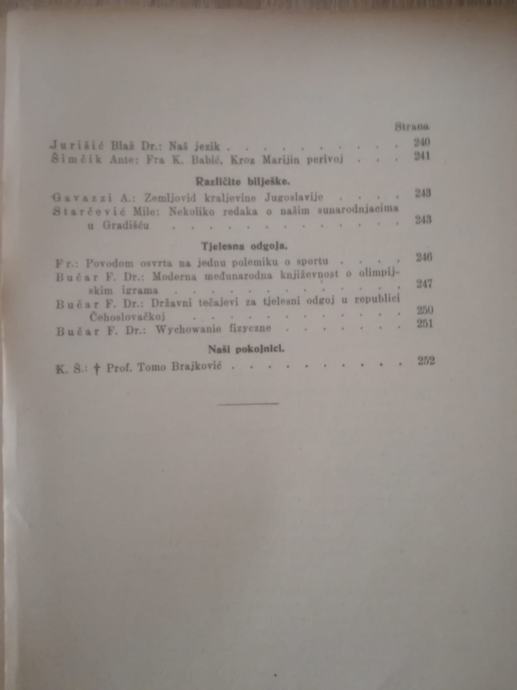 Strana
Jurišić Blaž Dr.: Naš jezik . . . . . . . . . . 240
Šimčik Ante: Fra K. Babić, Kroz Marijin perivoj . . . 241
Različite bilješke.
Gavazzi A.: Zemljovid kraljevine Jugoslavije . . . . 243
Starčević Mile: Nekoliko redaka o našim sunarodnjacima
u Gradišću . . . . . . . . . . . 243
Tjelesna odgoja.
Fr.: Povodom osvrta na jednu polemiku o sportu . . . . 246
Bučar F. Dr.: Moderna međunarodna književnost o olimpij-
skim igrama . . . . . . . . . . . 247
Bučar F. Dr.: Državni tečajevi za tjelesni odgoj u republici
Čehoslovačkoj . . . . . . . . . . 250
Bučar F. Dr.: Wychowanie fizyczne . . . . . . . 251
Naši pokojnici.
K. Š.: † Prof. Tomo Brajković . . . . . . . . . . 252